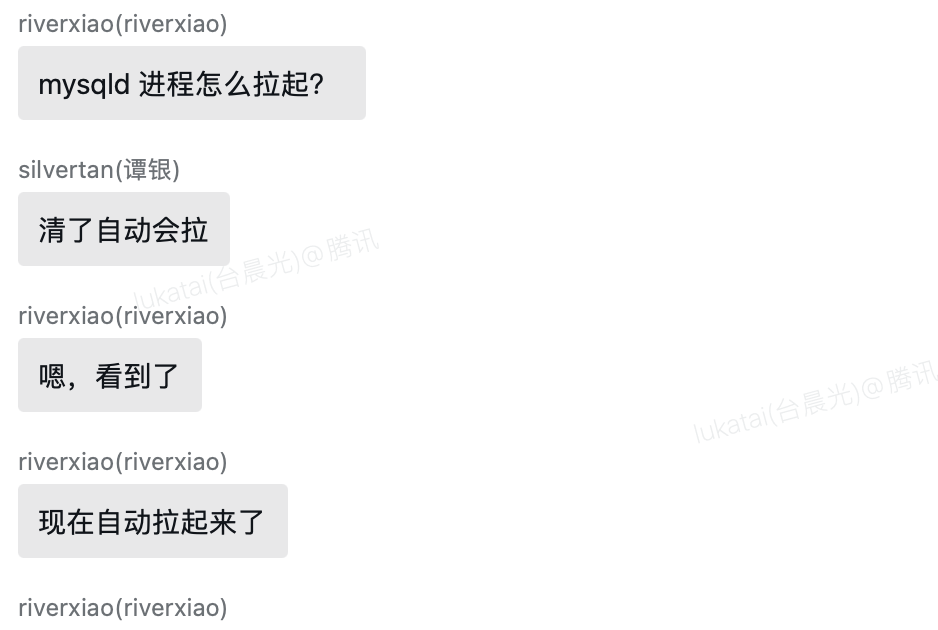 riverxiao(riverxiao)
mysqld 进程怎么拉起?
silvertan(谭银)
清了自动会拉
lukatai(台晨光)@腾讯
riverxiao(riverxiao)
嗯，看到了
lukatai(台晨光)@腾讯
riverxiao(riverxiao)
现在自动拉起来了
riverxiao(riverxiao)